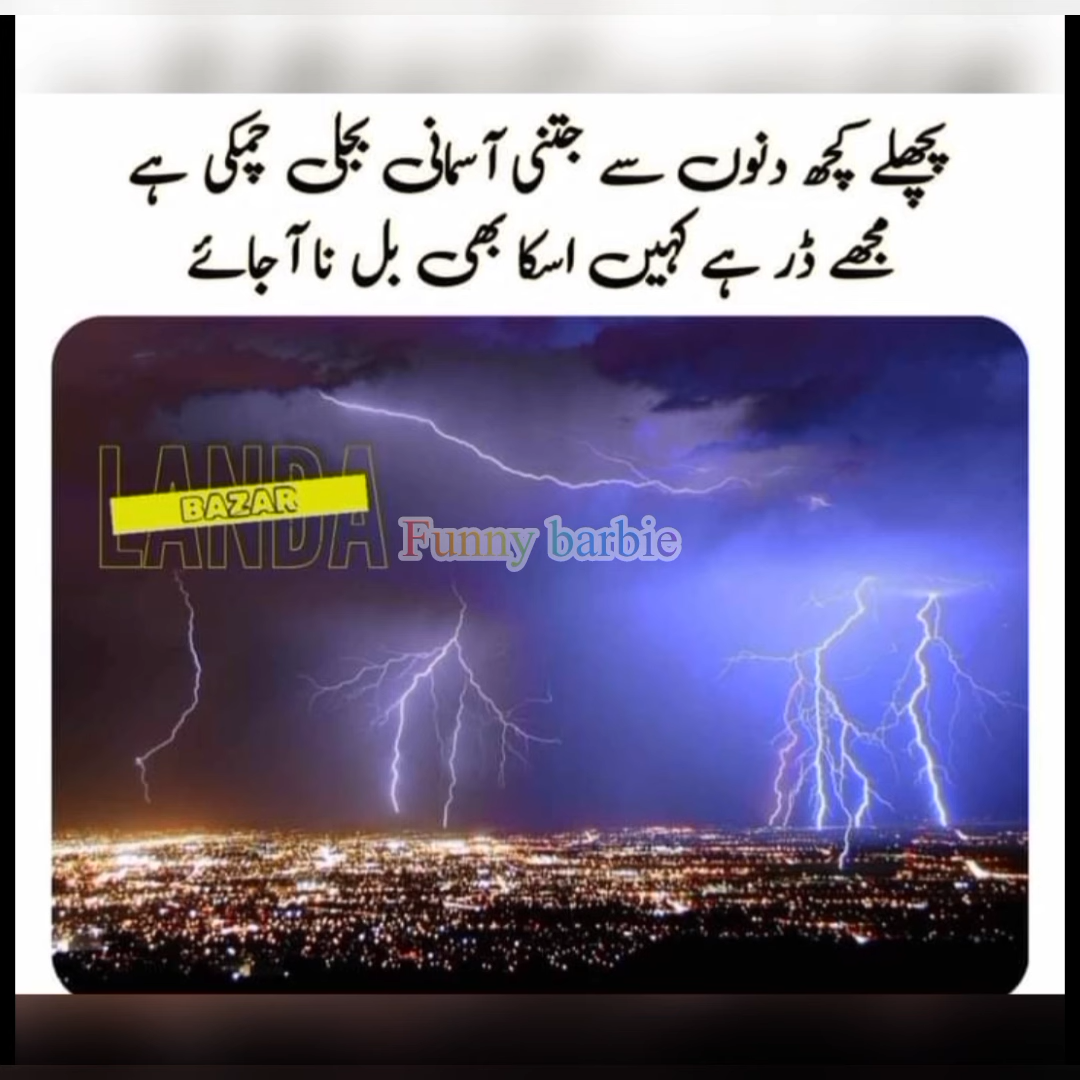 پچھلے کچھ دنوں سے جتنی آسمانی بجلی چمکی ہے
مجھے ڈر ہے کہیں اسکا بھی بل نا آ جائے
LANDA
BAZAR
Funny barbie